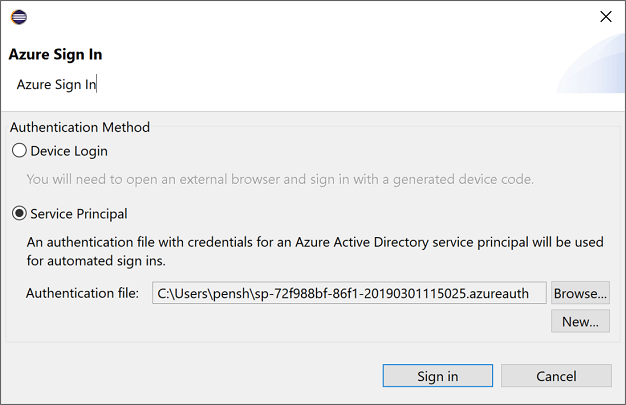 Azure Sign In
Azure Sign In
Authentication Method
Device Login
You will need to open an external browser and sign in with a generated device code.
Service Principal
An authentication file with credentials for an Azure Active Directory service principal will be used
for automated sign ins.
Authentication file: C:\Users\pensh\sp-72f988bf-86f1-20190301115025.azureauth Browse...
New...
Sign in Cancel